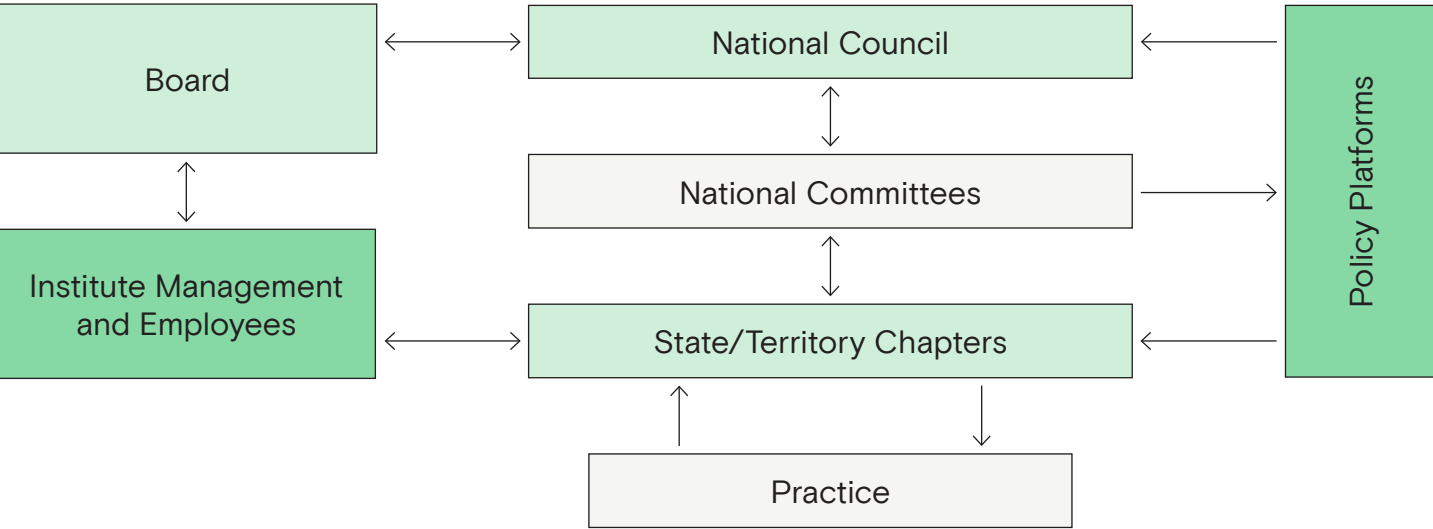 Board
National Council
Policy Platforms
National Committees
Institute Management
and Employees
State/Territory Chapters
Practice